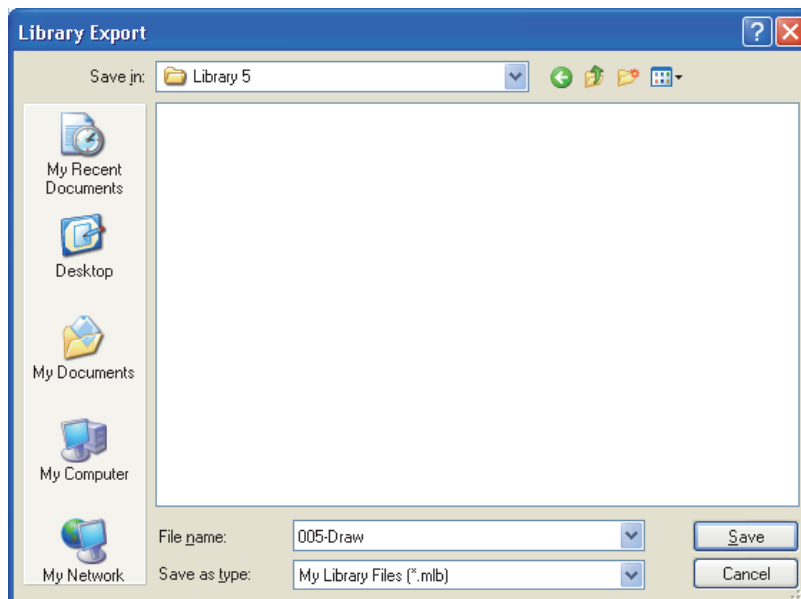 Library Export
Save in: Library 5
My Recent
Documents
Desktop
My Documents
My Computer
My Network
File name: 005-Draw Save
Save as type: My Library Files (*.mlb) Cancel